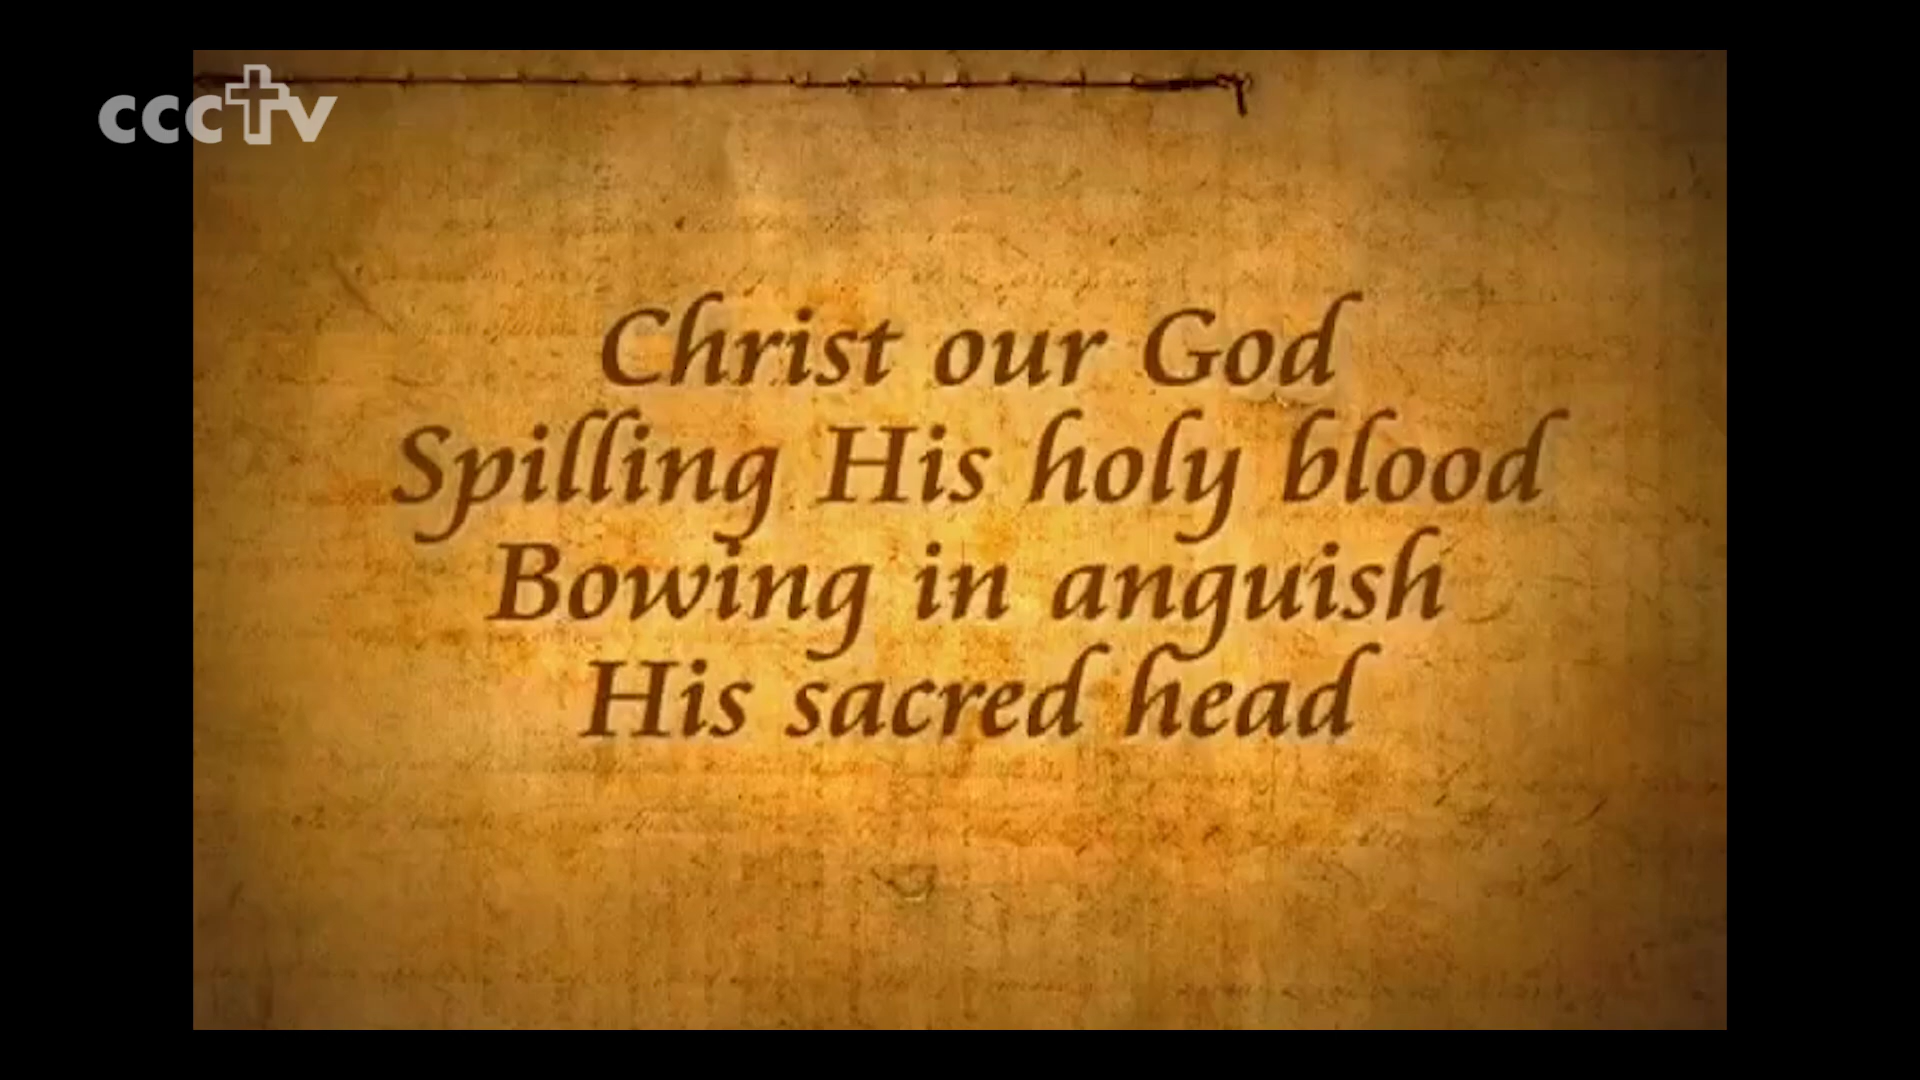 ccctv
Christ our God
Spilling His holy blood
Bowing in anguish
His sacred head